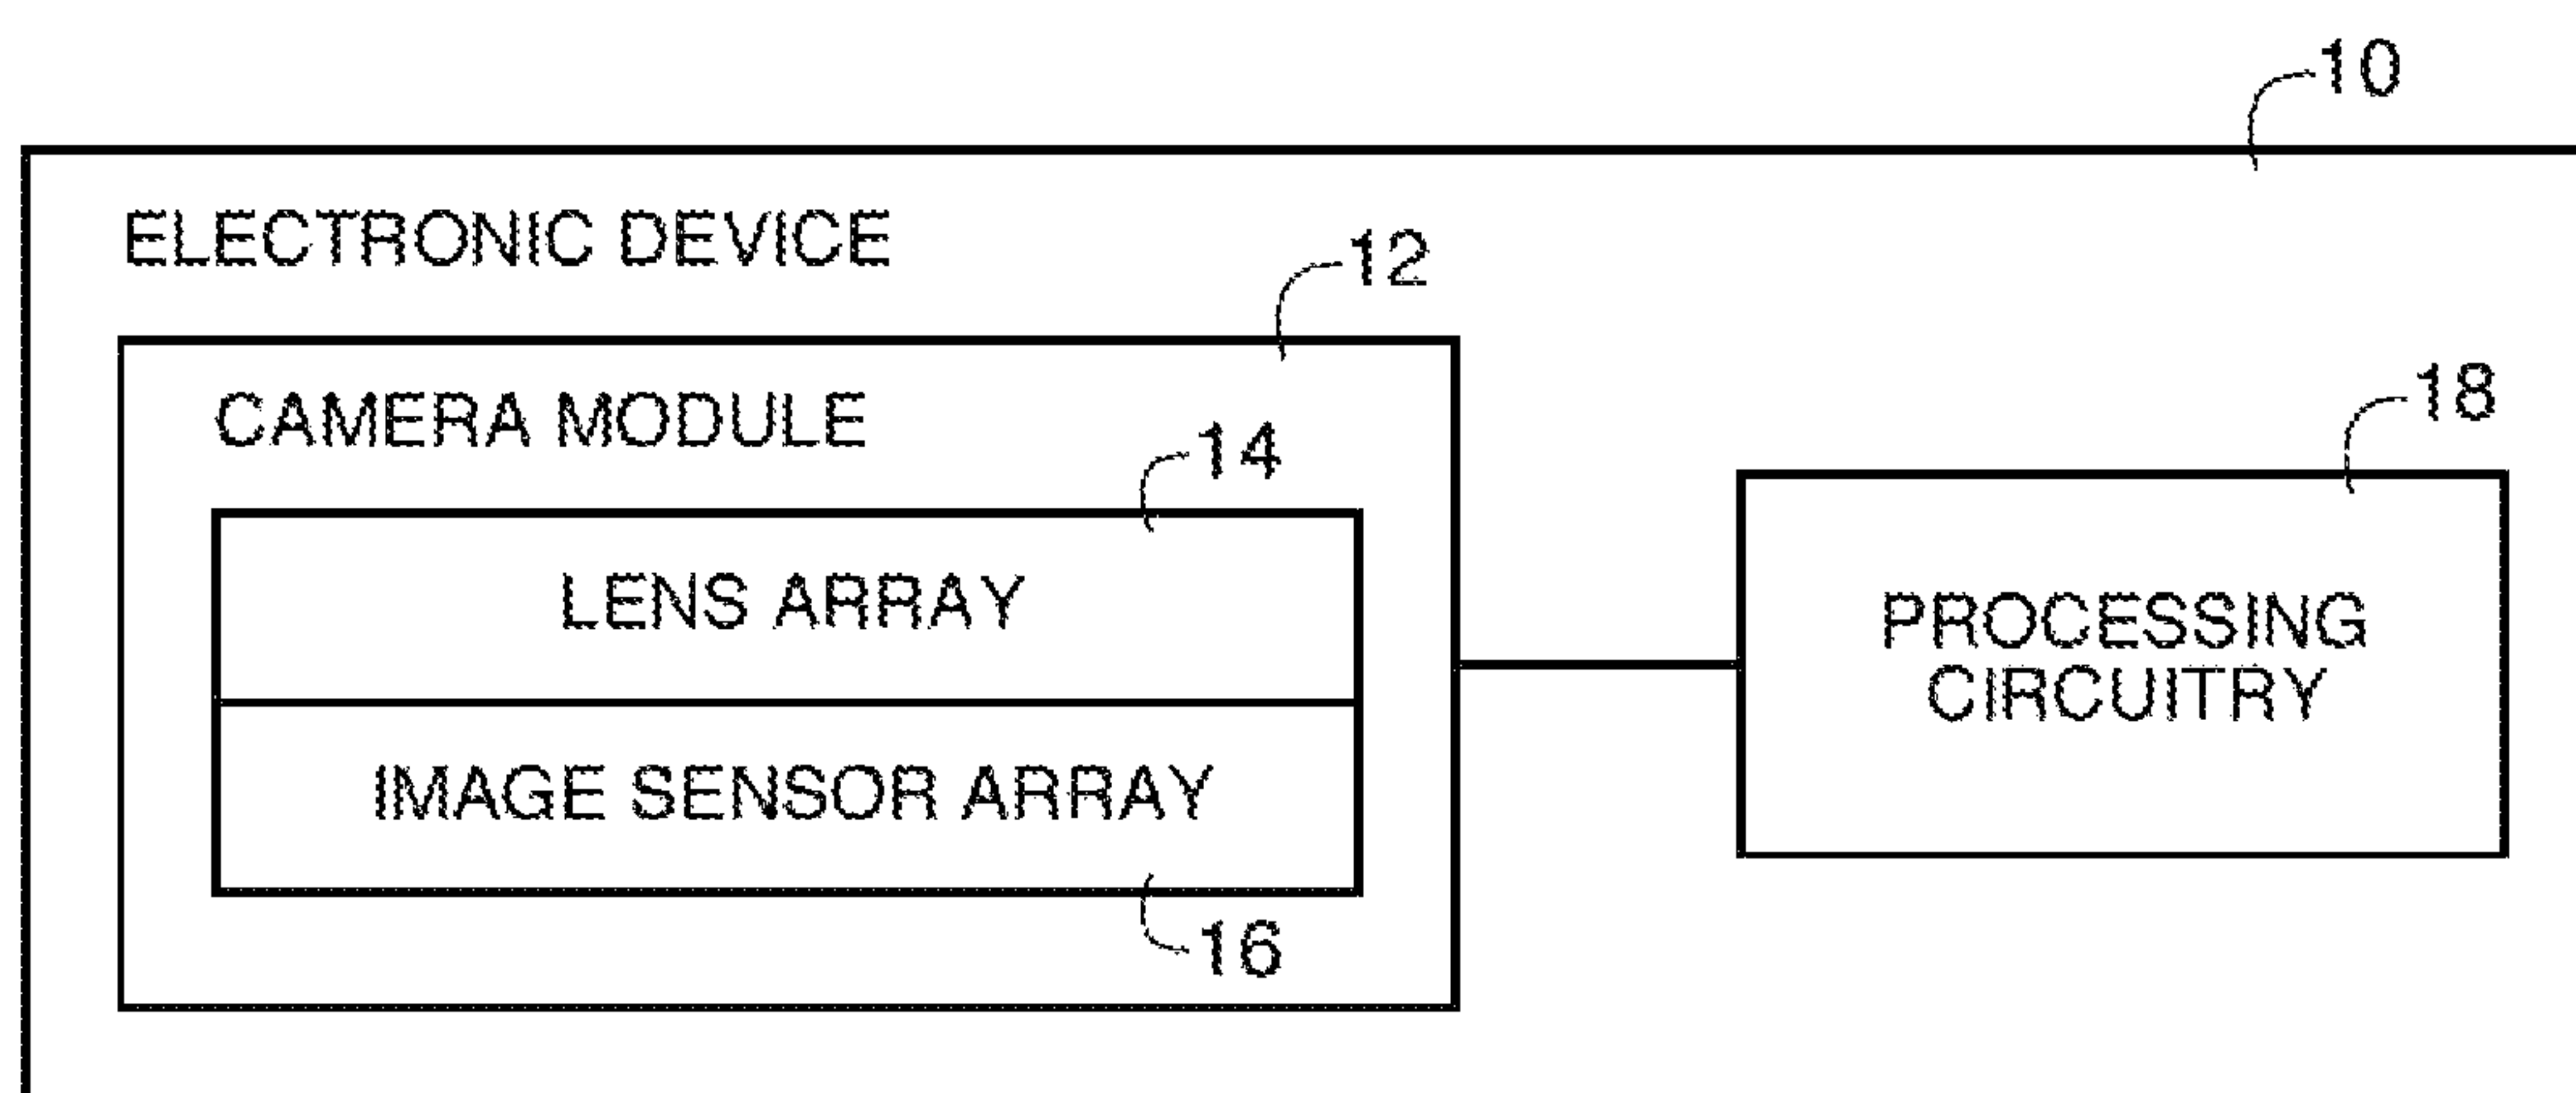 10
ELECTRONIC DEVICE
12
CAMERA MODULE
14
18
LENS ARRAY
PROCESSING
CIRCUITRY
IMAGE SENSOR ARRAY
16